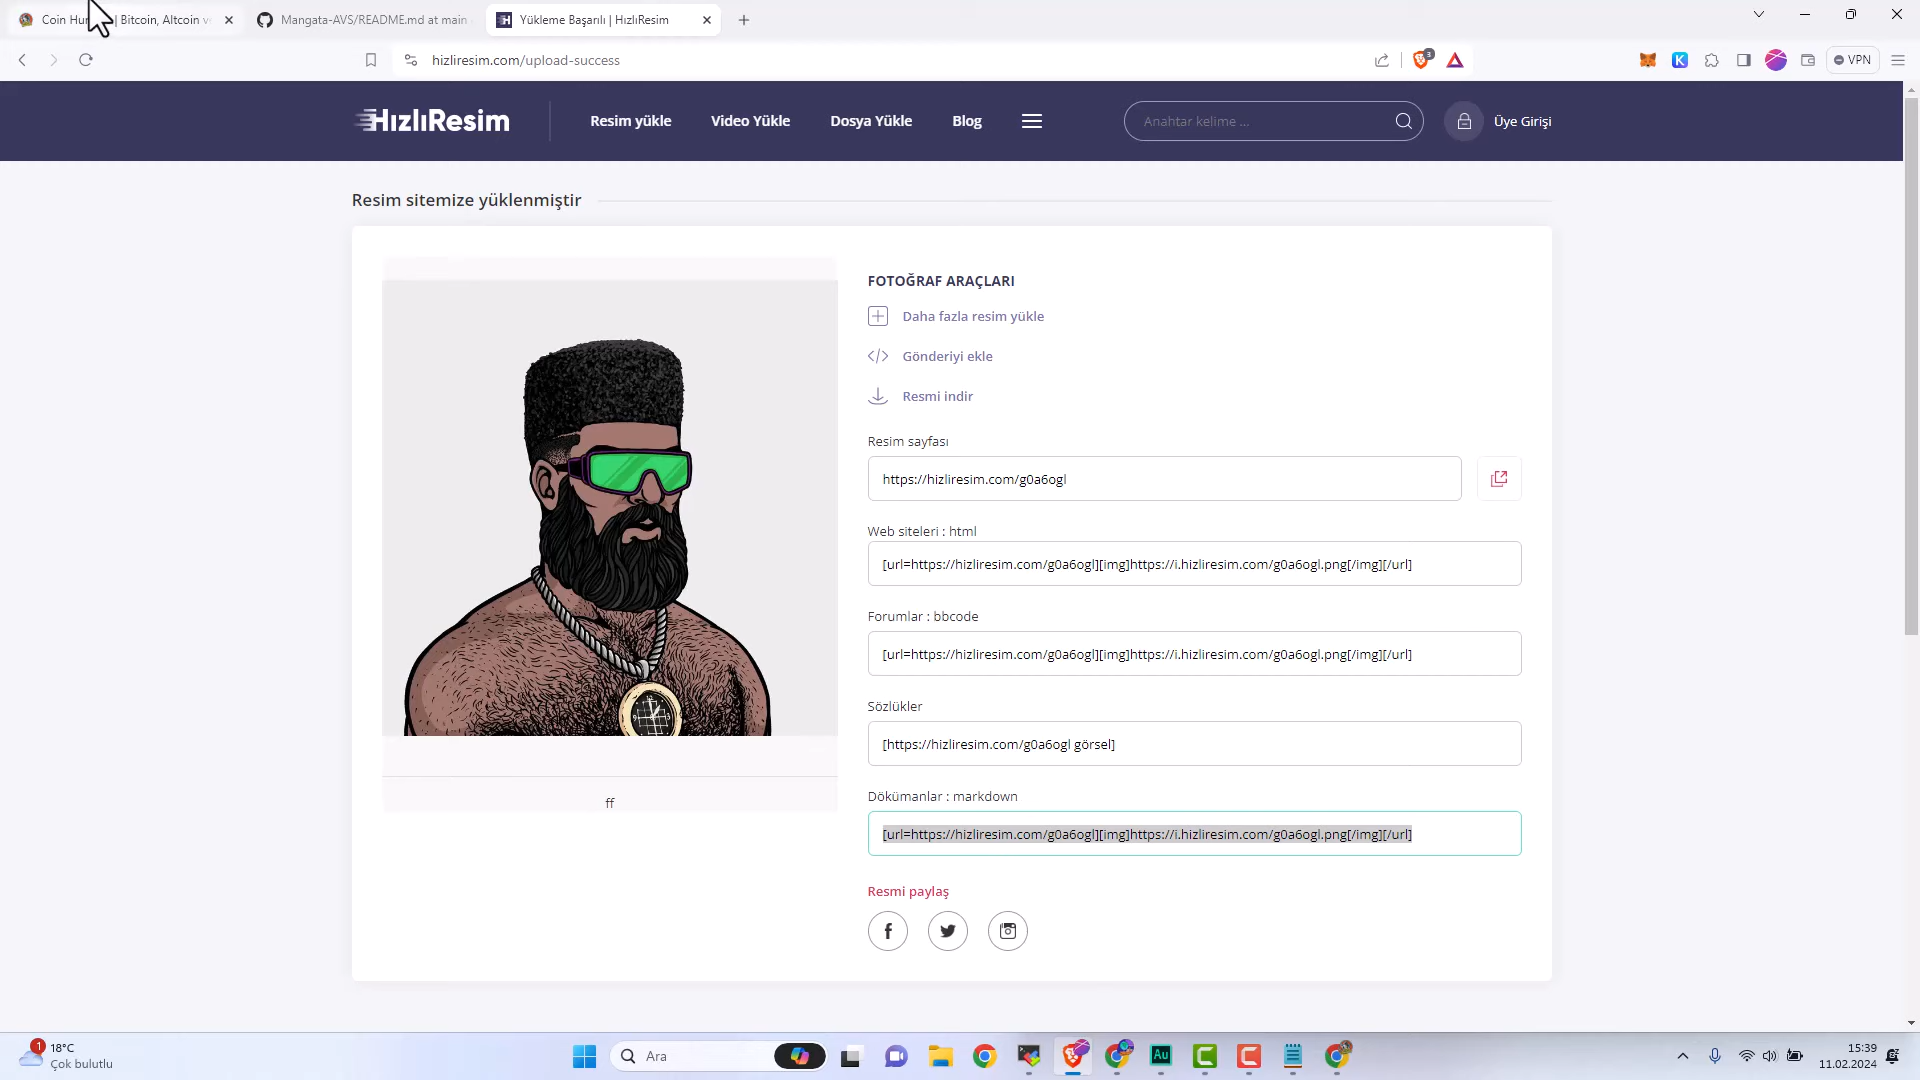 Coin Hun | Bitcoin, Altcoin ve
Mangata-AVS/README.md at main
Yükleme Başarılı | HızlıResim
hizliresim.com/upload-success
3
VPN
HızlıResim
Resim yükle
Video Yükle
Dosya Yükle
Blog
Anahtar kelime ...
Üye Girişi
Resim sitemize yüklenmiştir
FOTOĞRAF ARAÇLARI
Daha fazla resim yükle
Gönderiyi ekle
Resmi indir
Resim sayfası
https://hizliresim.com/g0a6ogl
Web siteleri : html
[url=https://hizliresim.com/g0a6ogl][img]https://i.hizliresim.com/g0a6ogl.png[/img][/url]
Forumlar : bbcode
[url=https://hizliresim.com/g0a6ogl][img]https://i.hizliresim.com/g0a6ogl.png[/img][/url]
Sözlükler
[https://hizliresim.com/g0a6ogl görsel]
Dökümanlar : markdown
[url=https://hizliresim.com/g0a6ogl][img]https://i.hizliresim.com/g0a6ogl.png[/img][/url]
ff
Resmi paylaş
1
18°C
Çok bulutlu
Ara
Au
15:39
11.02.2024